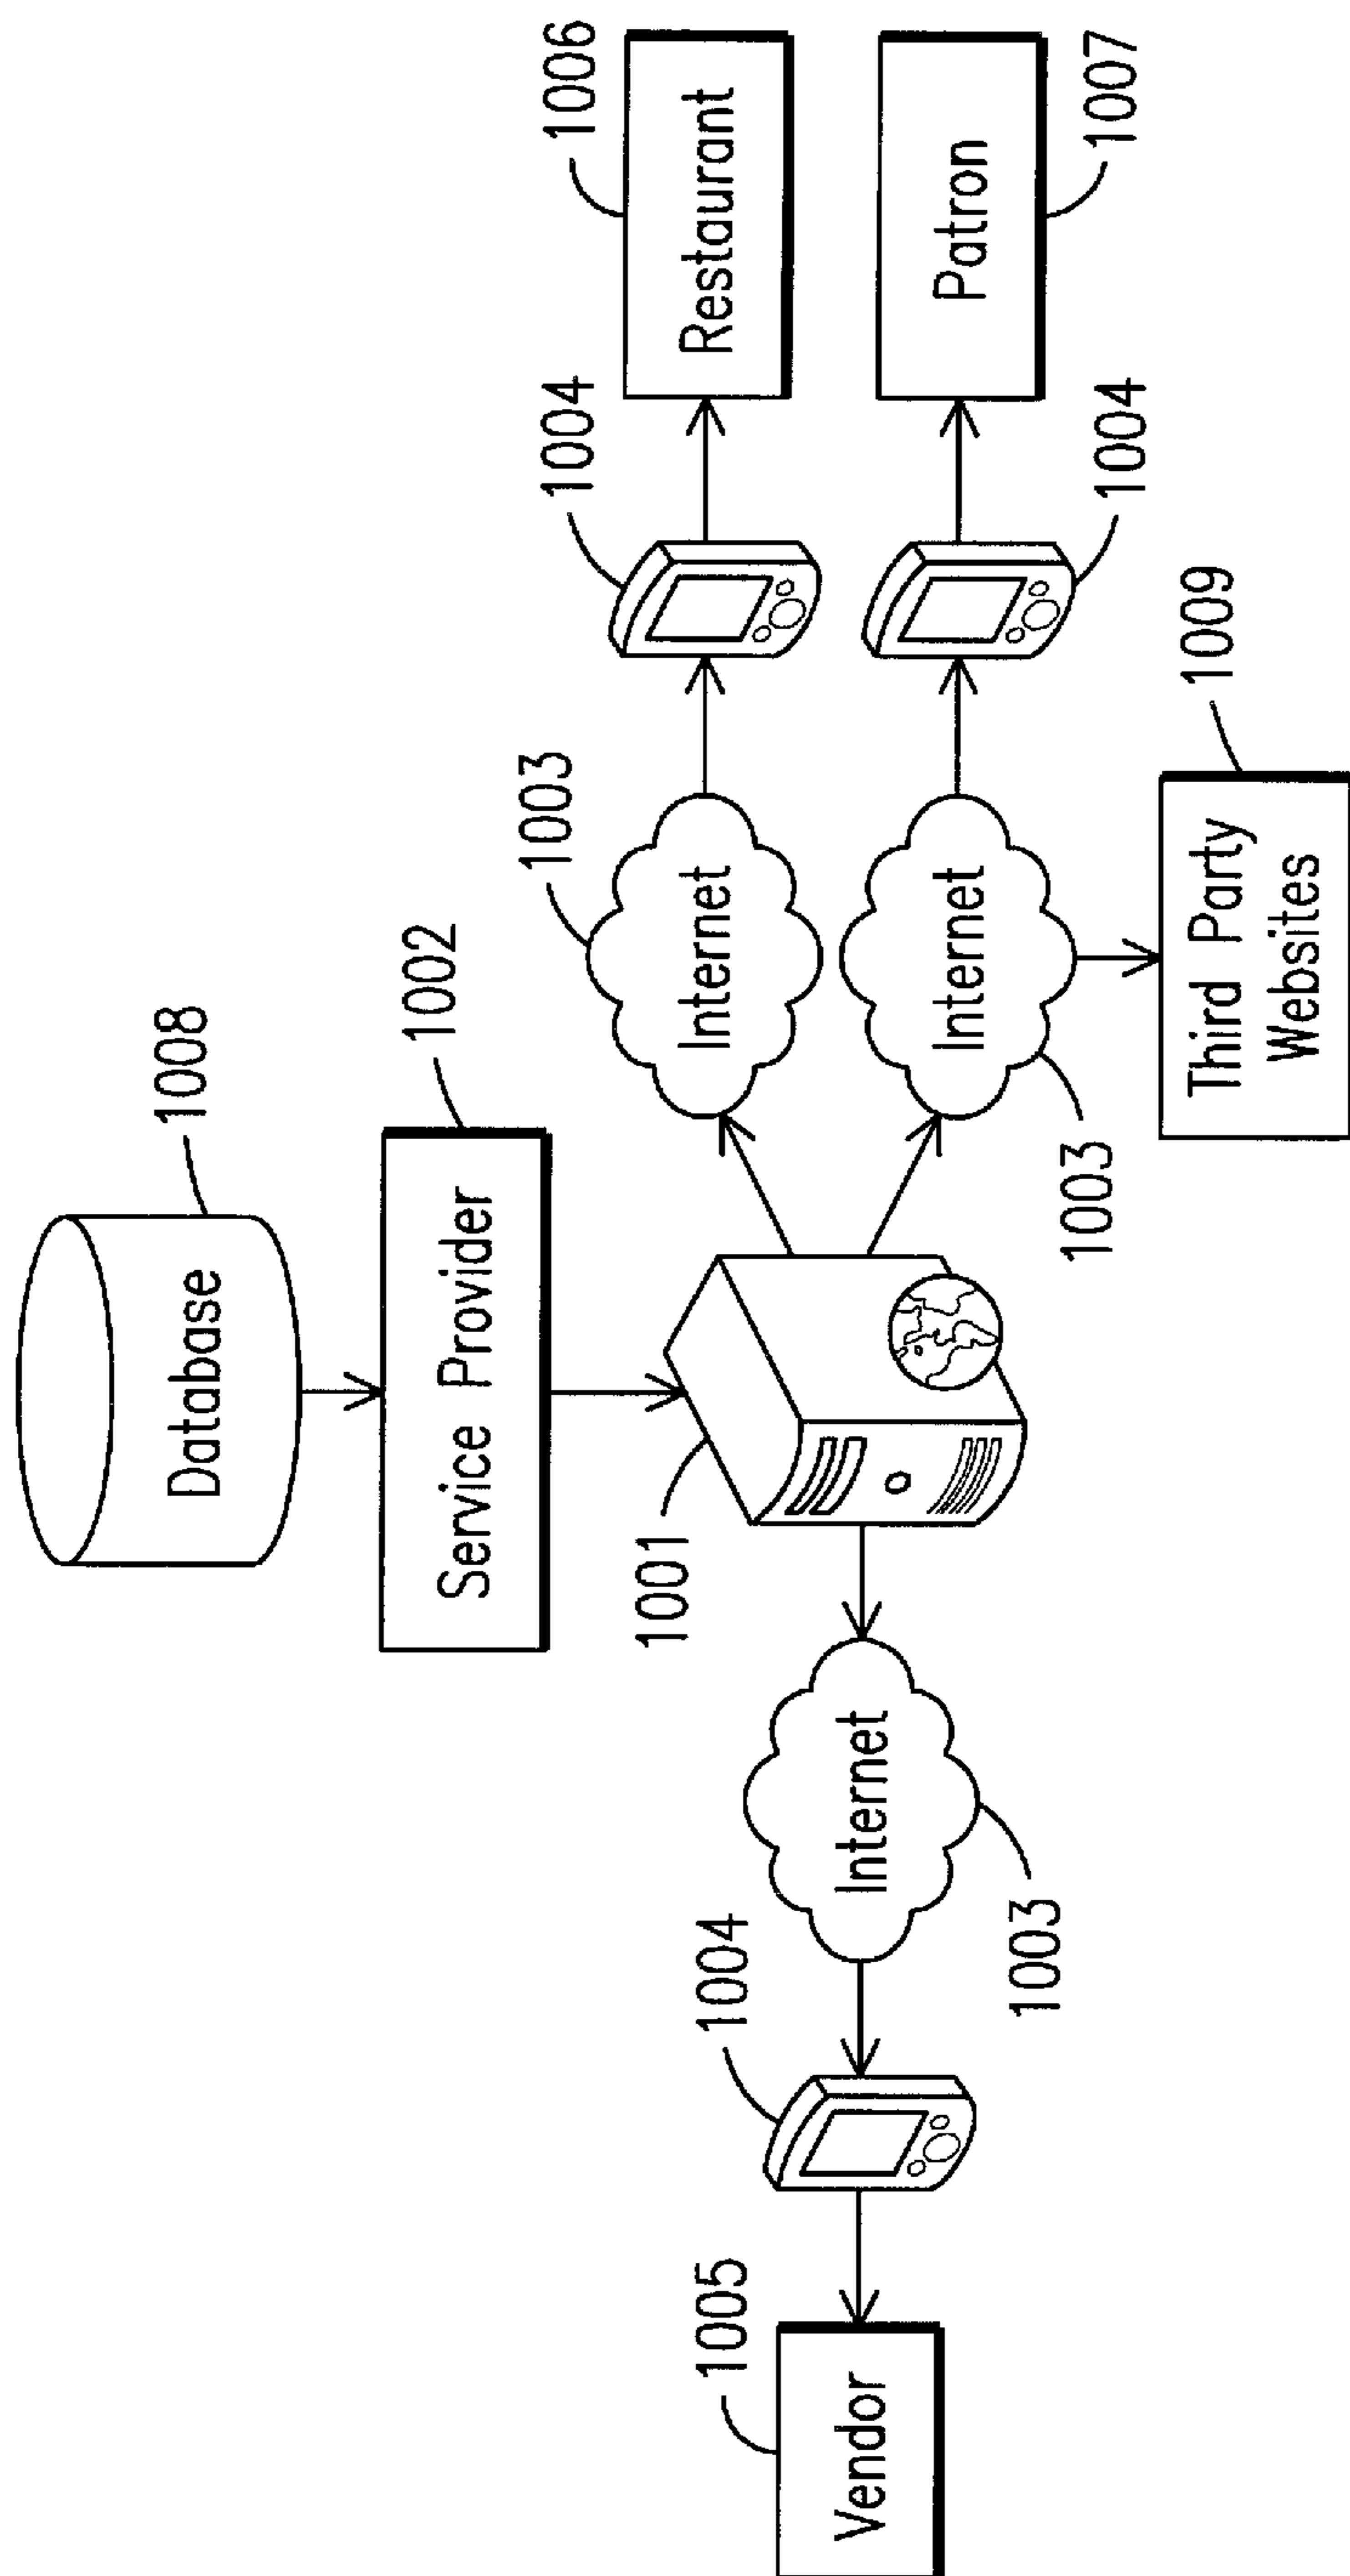 1008
Database
1002
Service Provider
1001
1003
Internet
1004
1006
Restaurant
1005
Vendor
1004
Internet
1003
Internet
1003
1004
Patron
1007
Third Party
Websites
1009